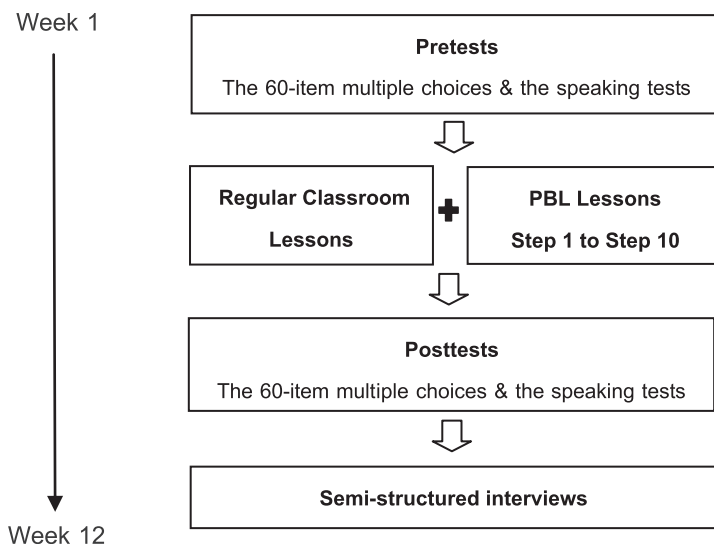 Week 1
Pretests
The 60-item multiple choices & the speaking tests
Regular Classroom
Lessons
PBL Lessons
Step 1 to Step 10
Posttests
The 60-item multiple choices & the speaking tests
Semi-structured interviews
Week 12